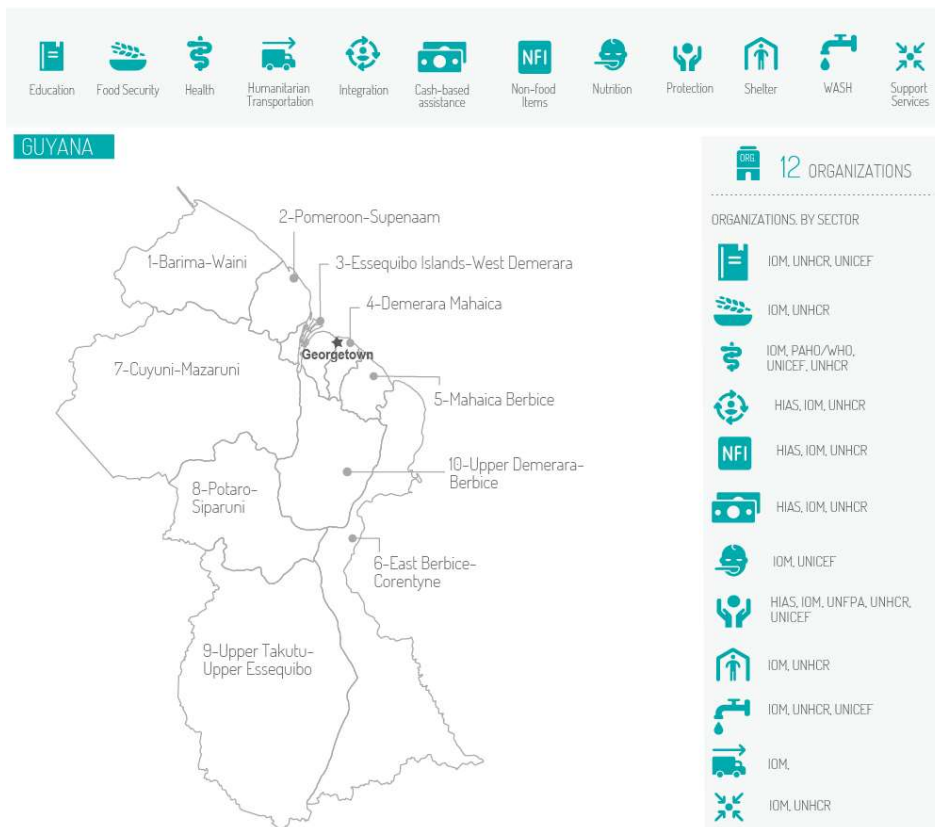 Education
Food Security
Health
Humanitarian
Transportation
Integration
Cash-based
assistance
NFI
Non-food
Items
Nutrition
Protection
Shelter
WASH
Support
Services
GUYANA
1-Barima-Waini
2-Pomeroon-Supenaam
3-Essequibo Islands-West Demerara
4-Demerara Mahaica
Georgetown
7-Cuyuni-Mazaruni
5-Mahaica Berbice
10-Upper Demerara-
Berbice
8-Potaro-
Siparuni
6-East Berbice-
Corentyne
9-Upper Takutu-
Upper Essequibo
ORG.
12 ORGANIZATIONS
ORGANIZATIONS. BY SECTOR
IOM, UNHCR, UNICEF
IOM, UNHCR
IOM, PAHO/WHO,
UNICEF, UNHCR
HIAS, IOM, UNHCR
NFI
HIAS, IOM, UNHCR
HIAS, IOM, UNHCR
IOM, UNICEF
HIAS, IOM, UNFPA, UNHCR,
UNICEF
IOM, UNHCR
IOM, UNHCR, UNICEF
IOM,
IOM, UNHCR